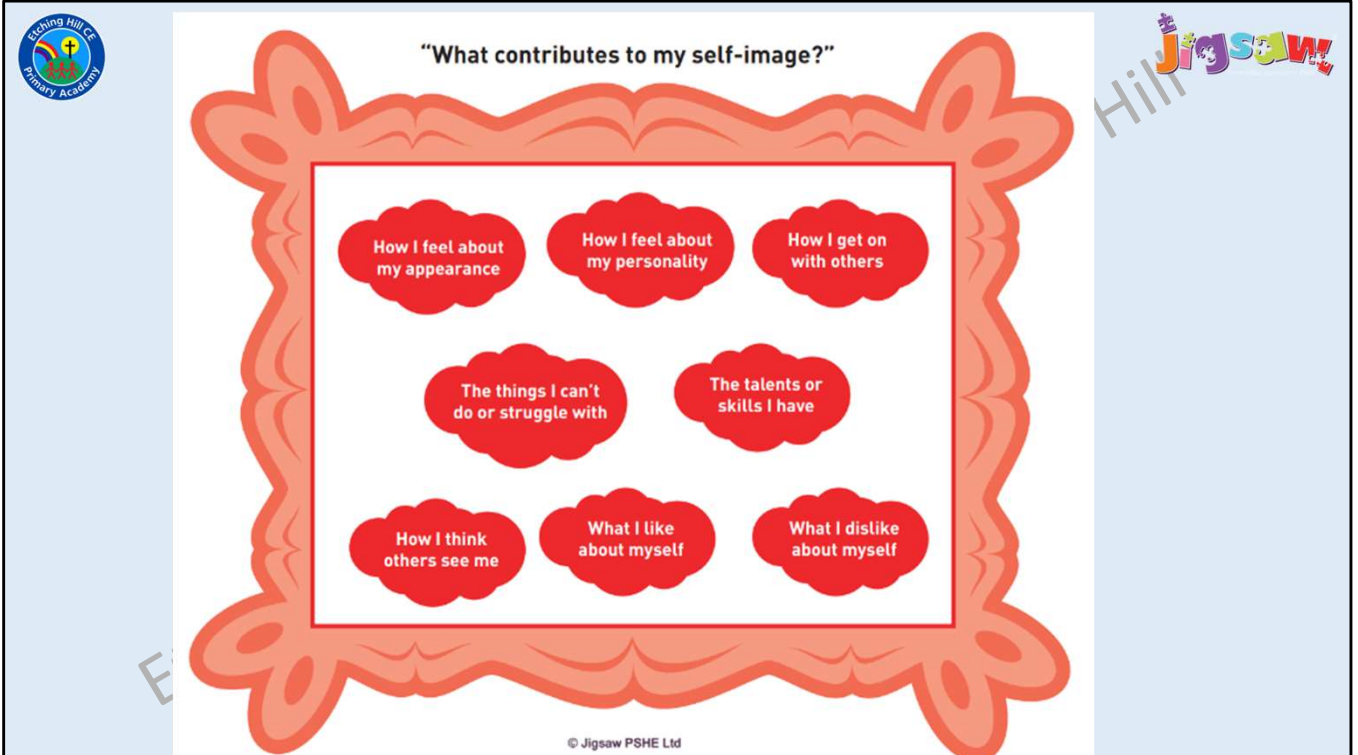 Etching Hill CE
Primary Academy
jigsaw
"What contributes to my self-image?"
Hill
How I feel about
my appearance
How I feel about
my personality
How I get on
with others
The things I can't
do or struggle with
The talents or
skills I have
How I think
others see me
What I like
about myself
What I dislike
about myself
E
© Jigsaw PSHE Ltd